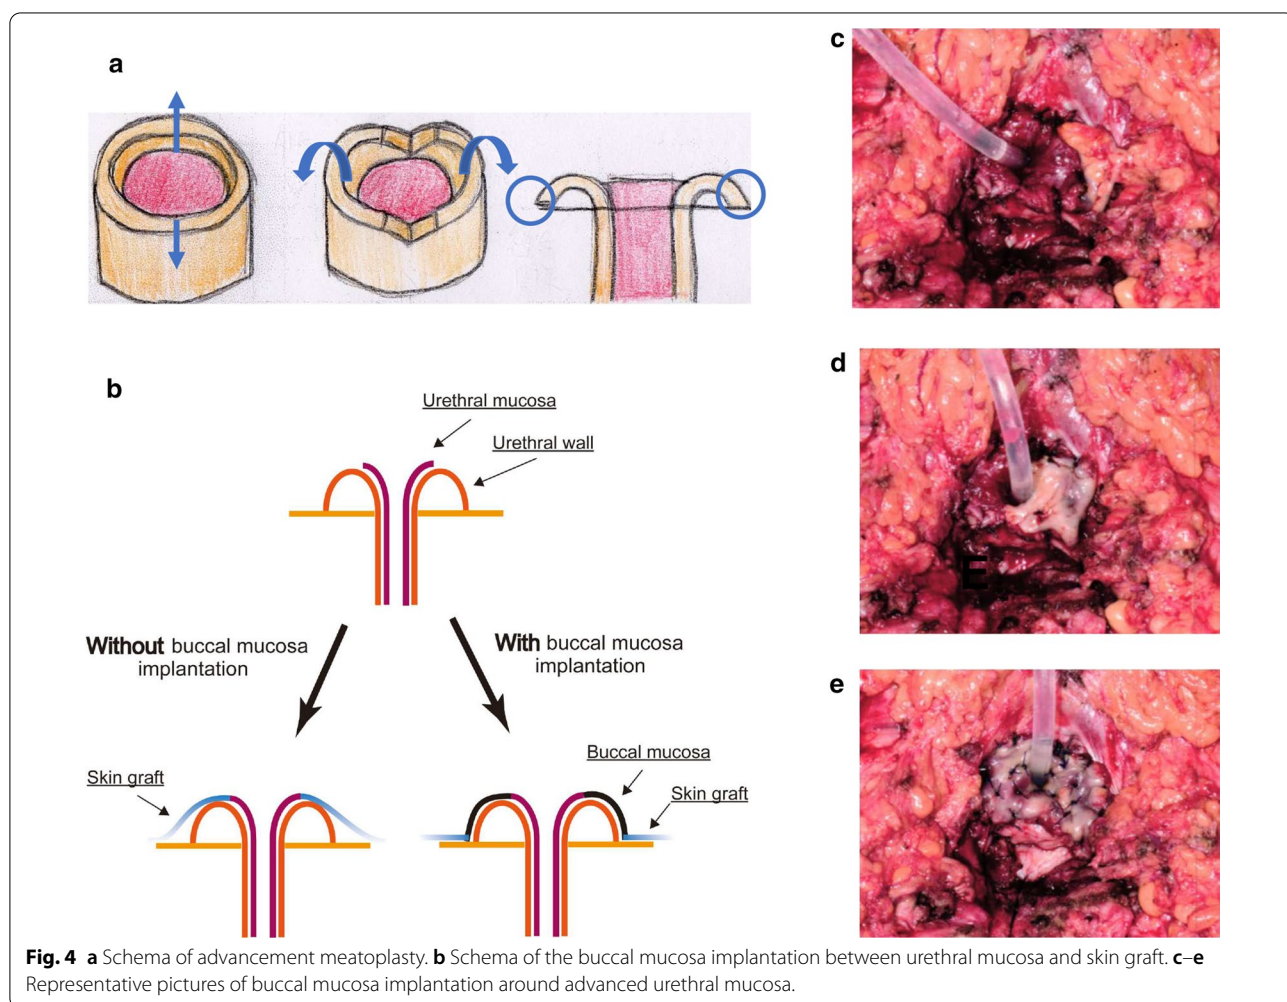 a
b
Urethral mucosa
Urethral wall
Without buccal mucosa
implantation
With buccal mucosa
implantation
Skin graft
Buccal mucosa
Skin graft
c
d
E
e
Fig. 4 a Schema of advancement meatoplasty. b Schema of the buccal mucosa implantation between urethral mucosa and skin graft. c–e
Representative pictures of buccal mucosa implantation around advanced urethral mucosa.